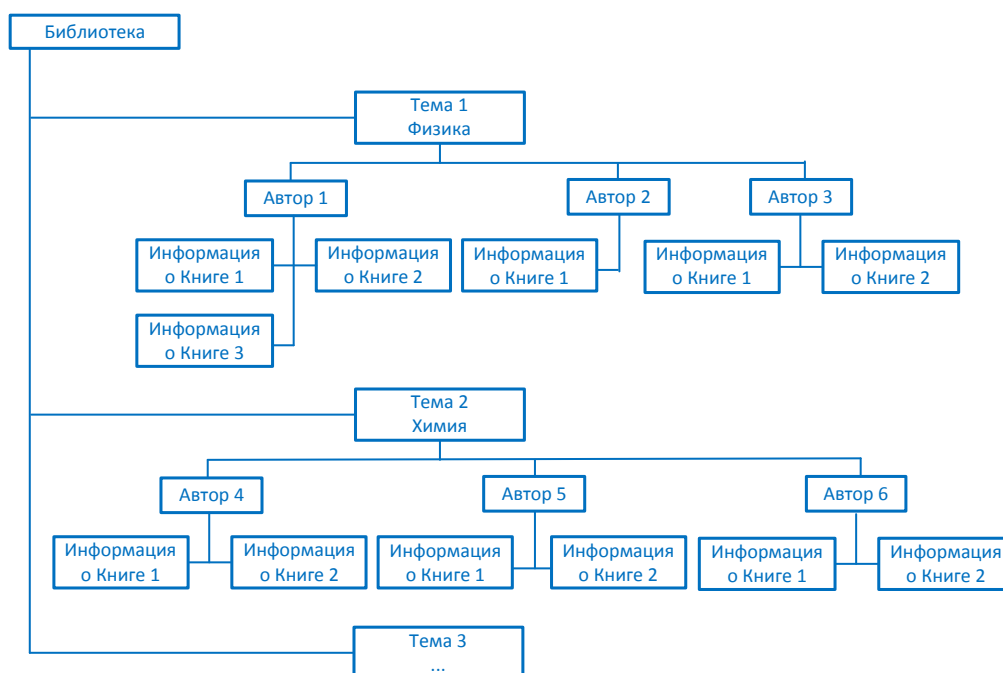 Библиотека
Тема 1
Физика
Автор 1
Автор 2
Автор 3
Информация
о Книге 1
Информация
о Книге 2
Информация
о Книге 1
Информация
о Книге 1
Информация
о Книге 2
Информация
о Книге 3
Тема 2
Химия
Автор 4
Автор 5
Автор 6
Информация
о Книге 1
Информация
о Книге 2
Информация
о Книге 1
Информация
о Книге 2
Информация
о Книге 1
Информация
о Книге 2
Тема 3
...